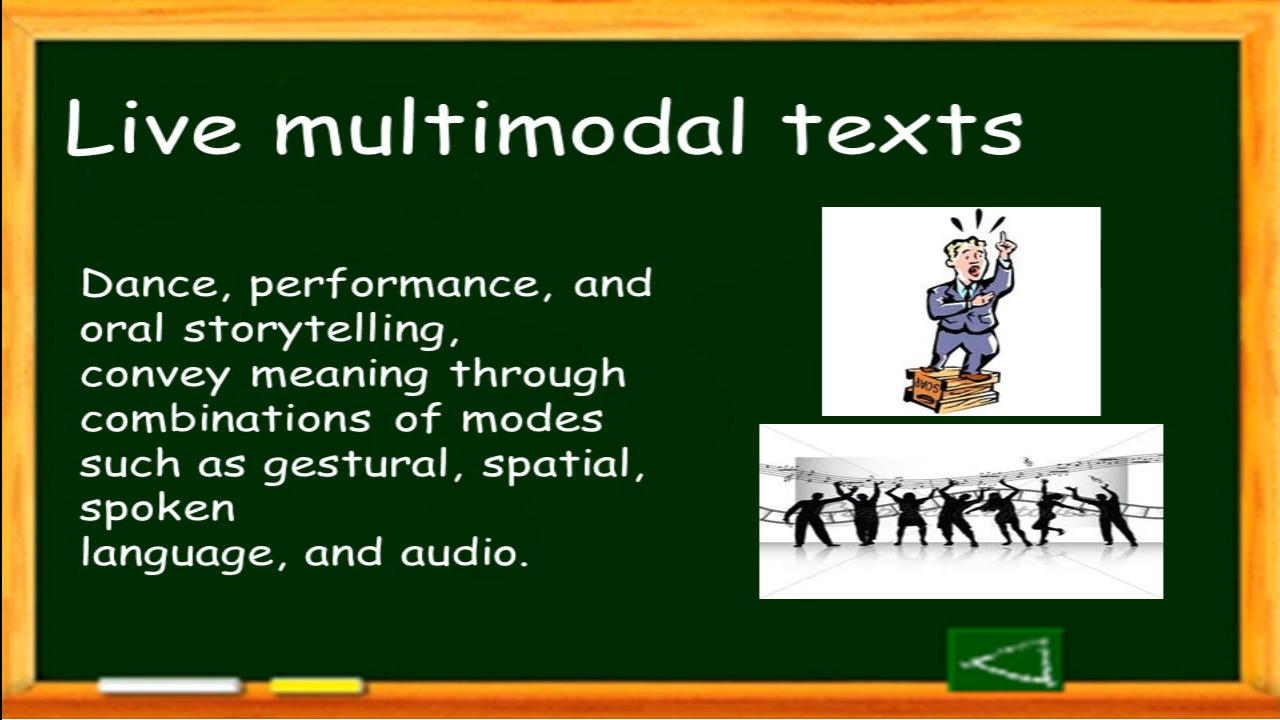 Live multimodal texts
Dance, performance, and
oral storytelling,
convey meaning through
combinations of modes
such as gestural, spatial,
spoken
language, and audio.
SOAP